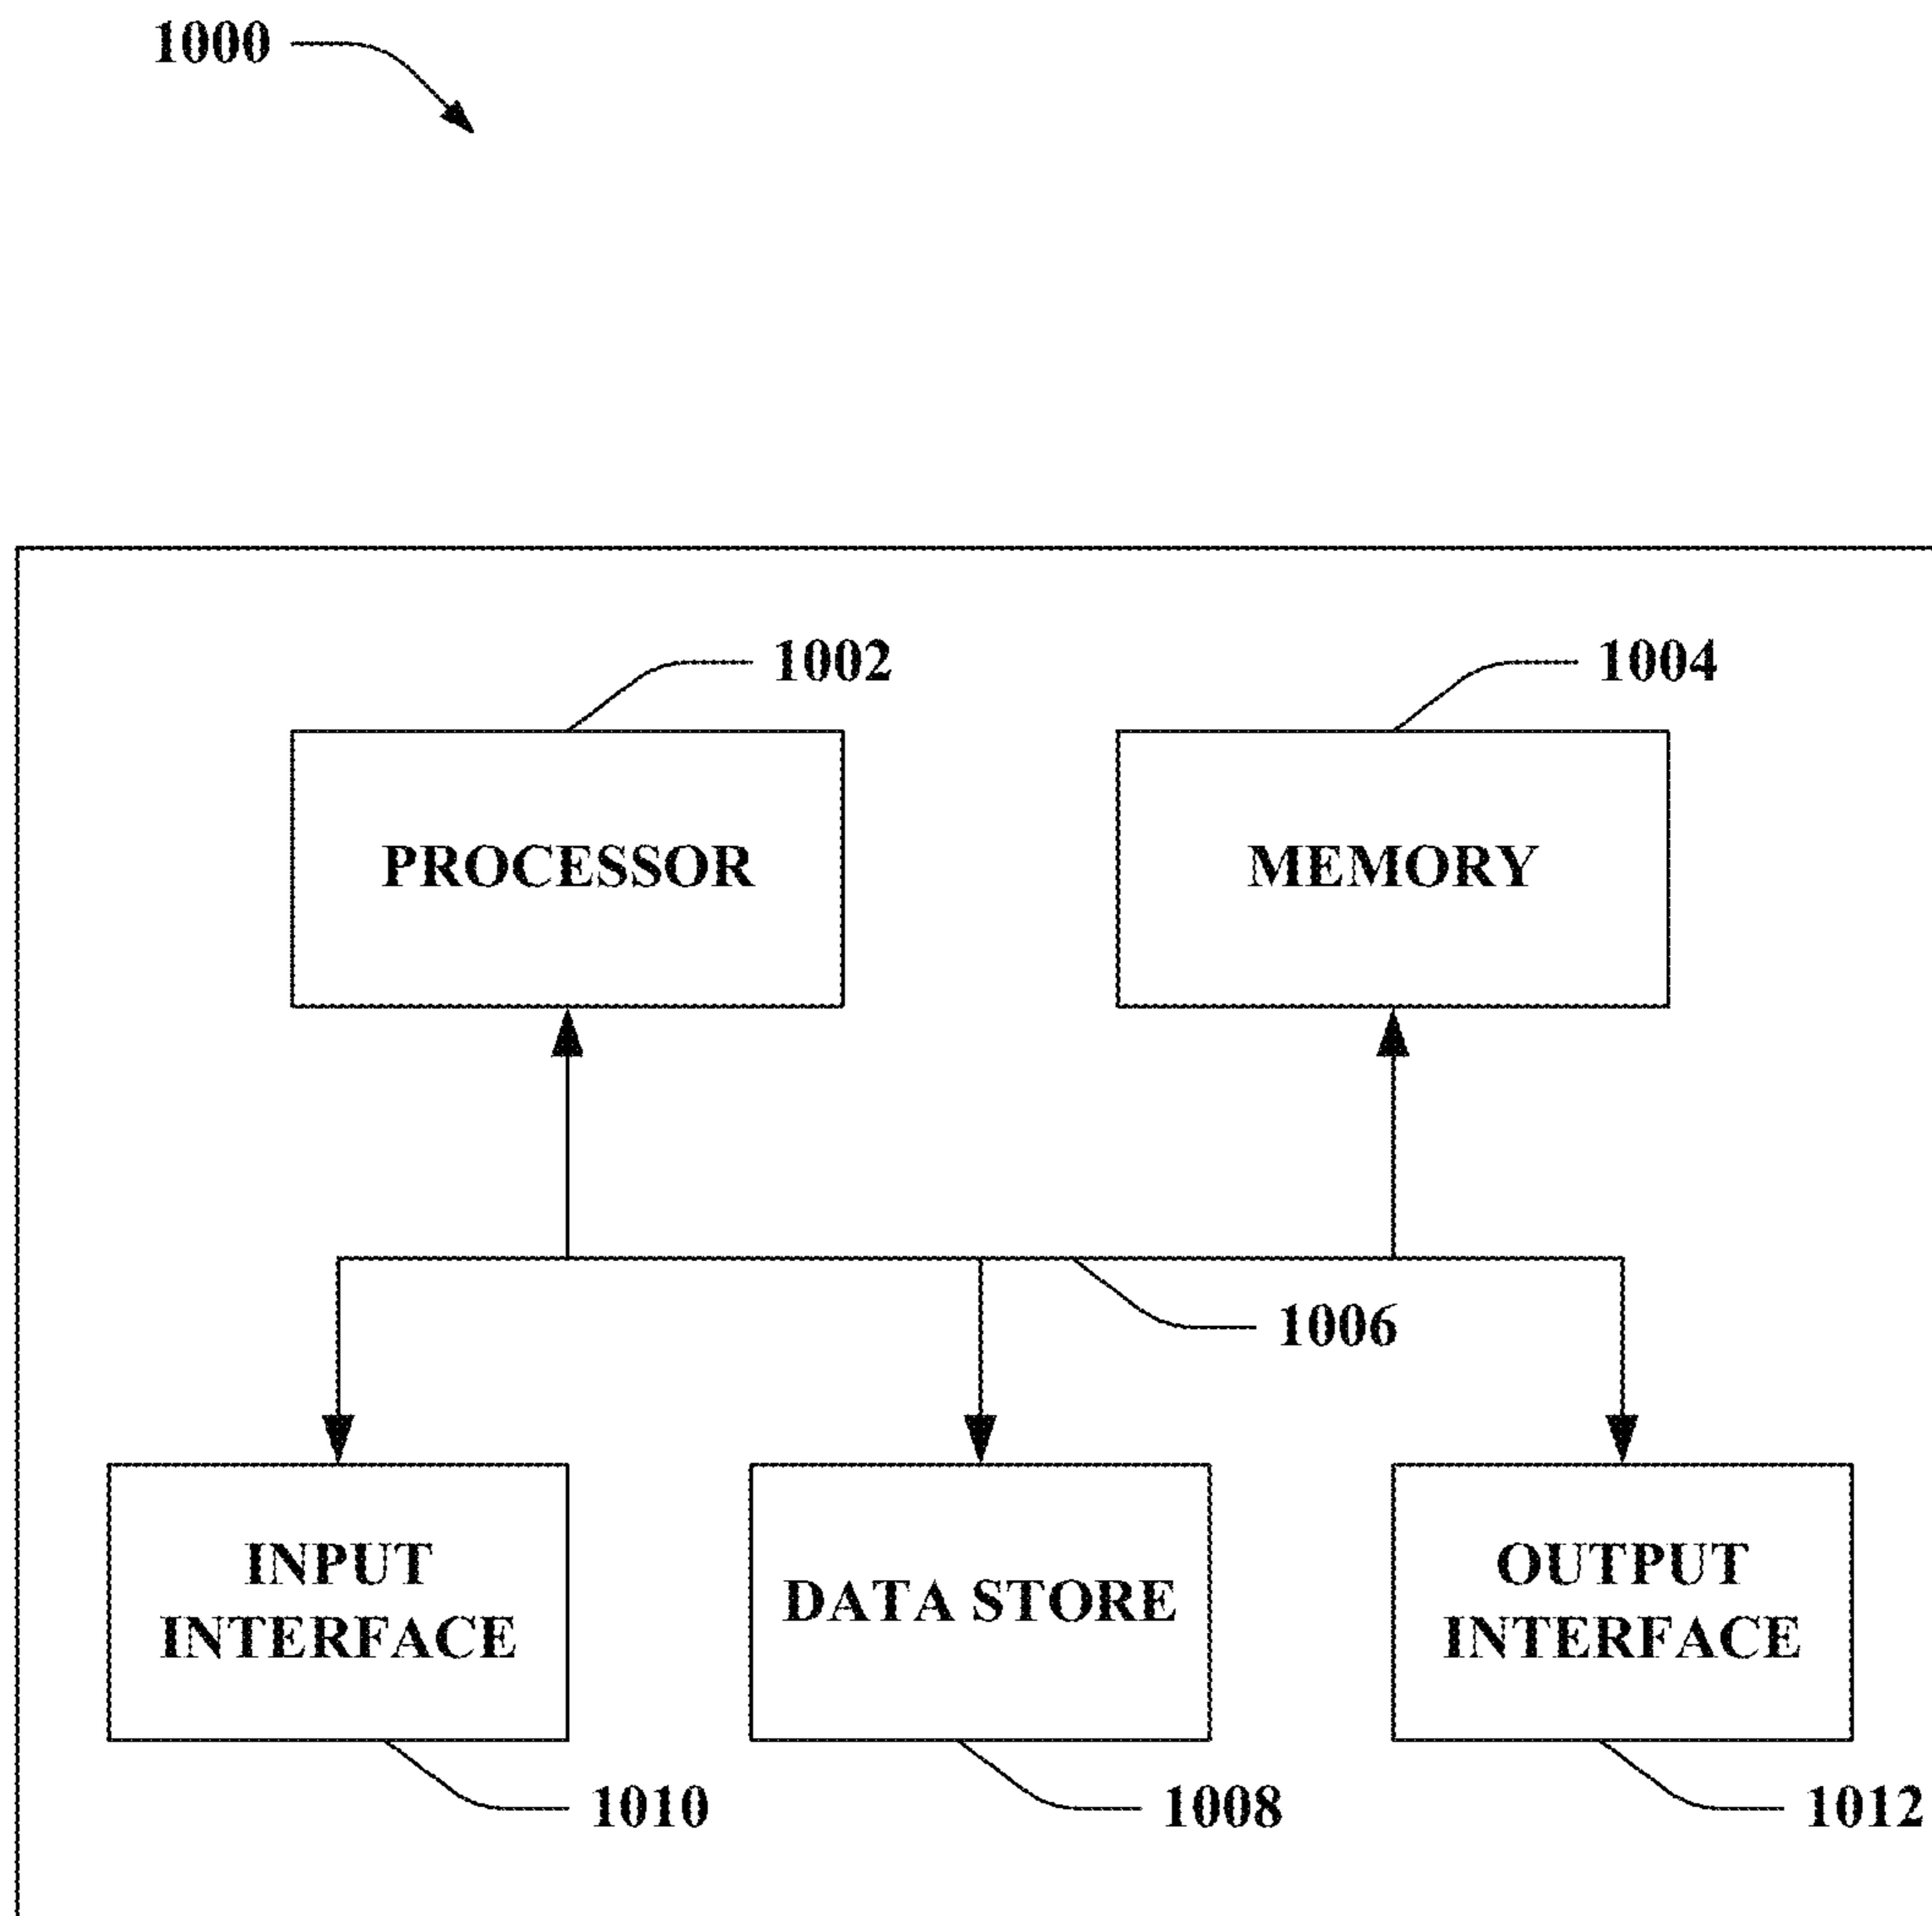 1000
1002
1004
PROCESSOR
MEMORY
1006
INPUT
INTERFACE
DATA STORE
OUTPUT
INTERFACE
1010
1008
1012